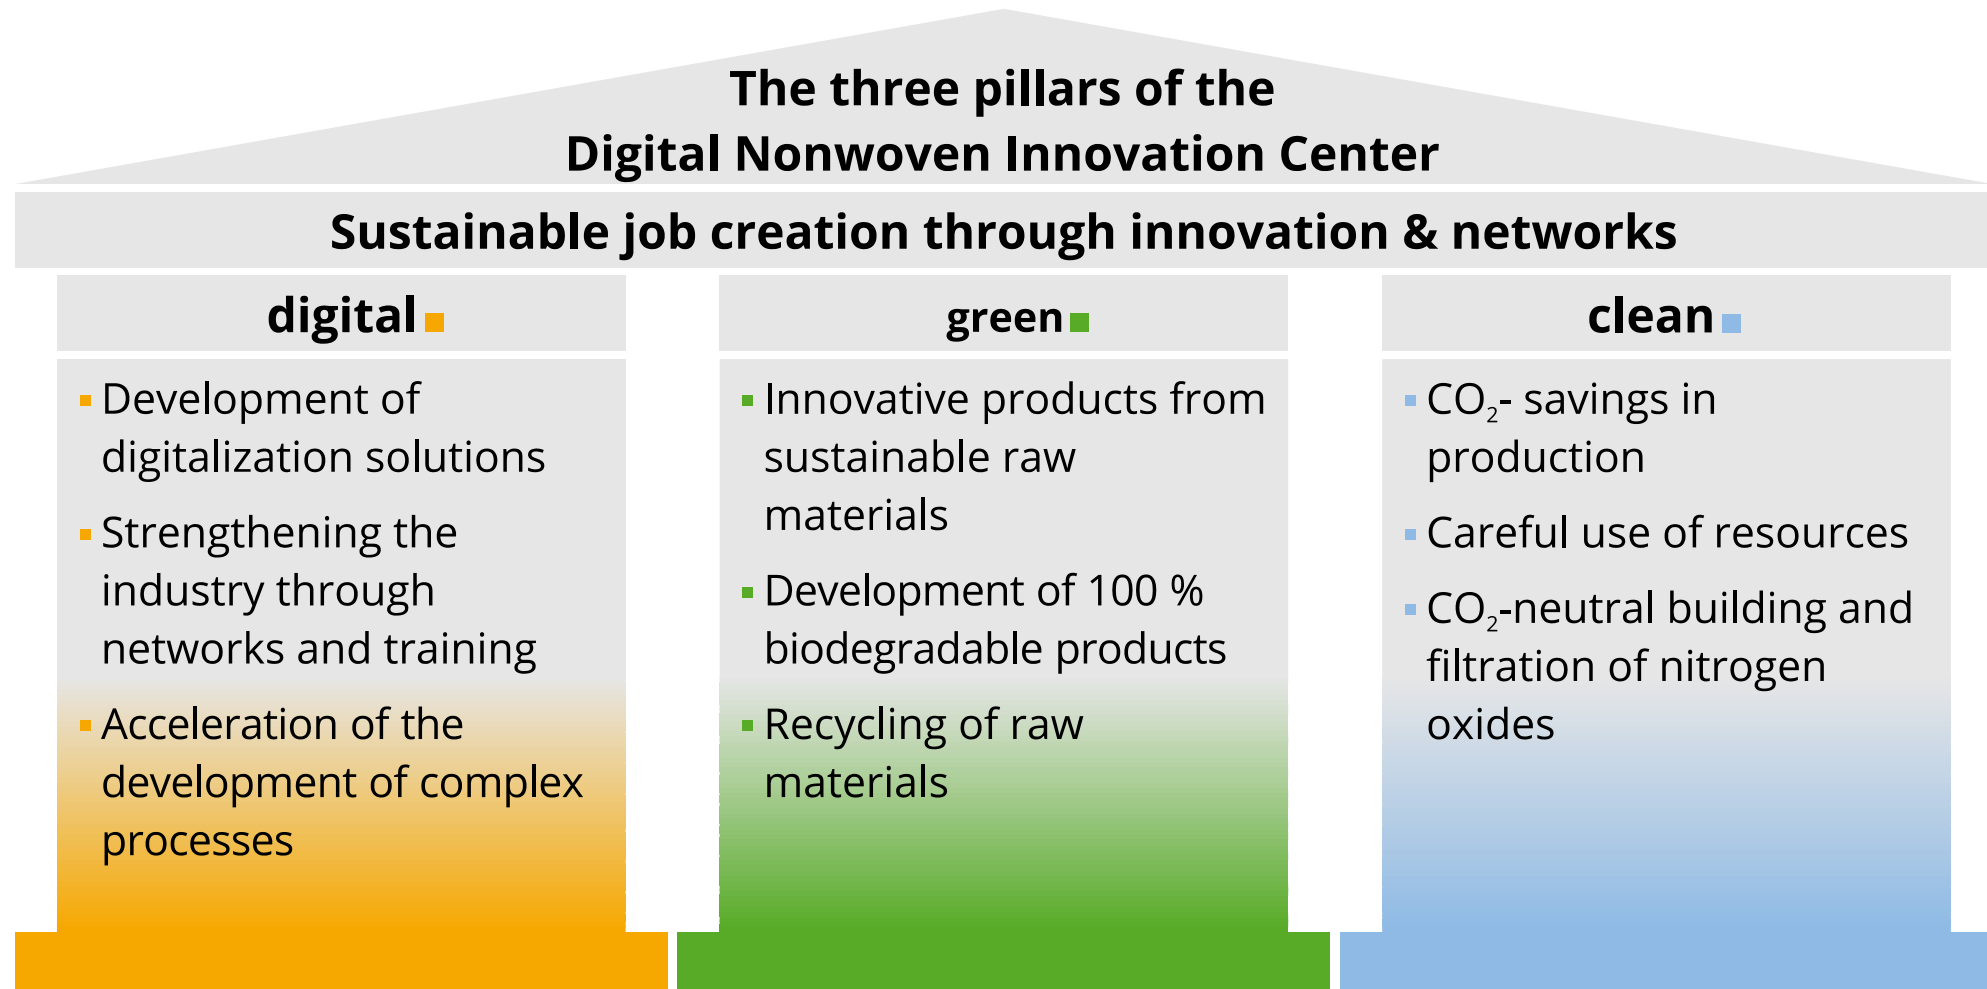 The three pillars of the
Digital Nonwoven Innovation Center
Sustainable job creation through innovation & networks
digital
Development of
digitalization solutions
Strengthening the
industry through
networks and training
Acceleration of the
development of complex
processes
green
Innovative products from
sustainable raw
materials
Development of 100 %
biodegradable products
Recycling of raw
materials
clean
CO₂- savings in
production
Careful use of resources
CO₂-neutral building and
filtration of nitrogen
oxides